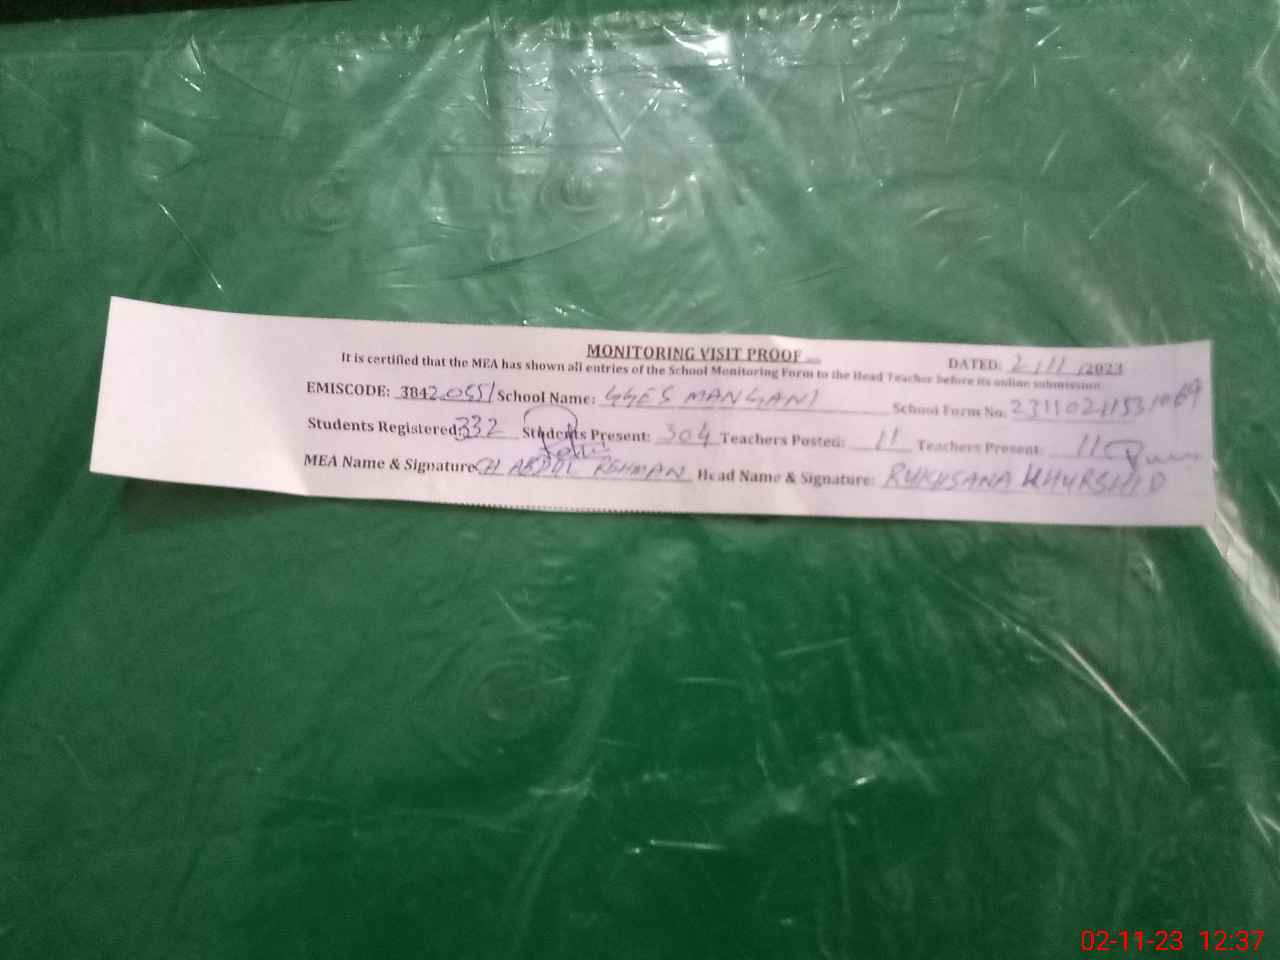 MONITORING VISIT PROOF
DATED: 2/11/2023
It is certified that the MEA has shown all entries of the School Monitoring Form to the Head Teacher before its online submission.
EMISCODE: 38420551 School Name: GGES MANGANI School Form No:
Students Registered: 332 Students Present: 304 Teachers Posted: 11 Teachers Present: 11
MEA Name & Signature CH ABDUL REHMAN Head Name & Signature: RUKHSANA KHURSHID
02-11-23 12:37